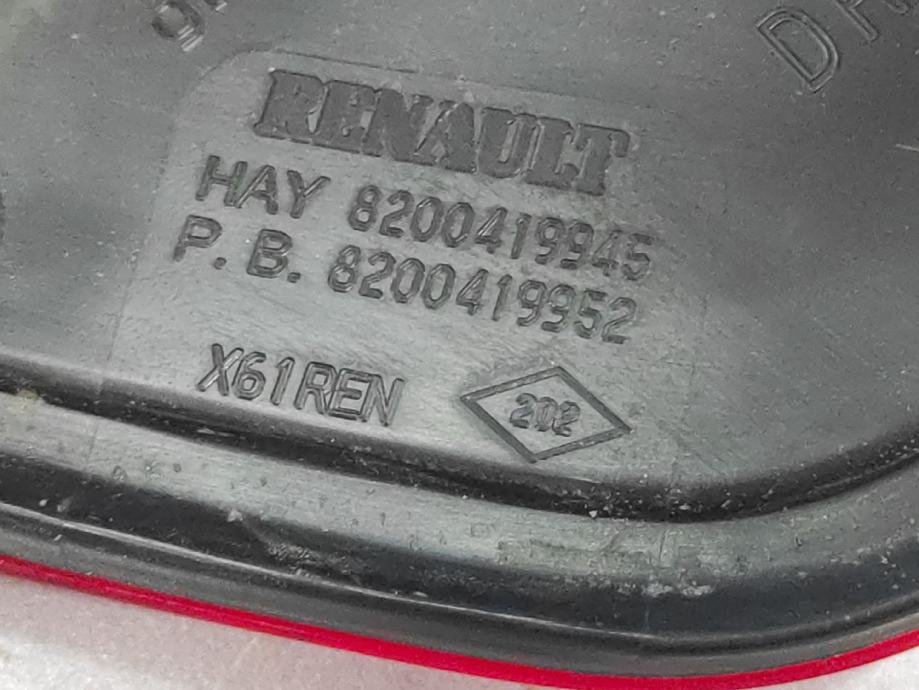 RENAULT
HAY 8200419945
P.B. 8200419952
X61REN
202